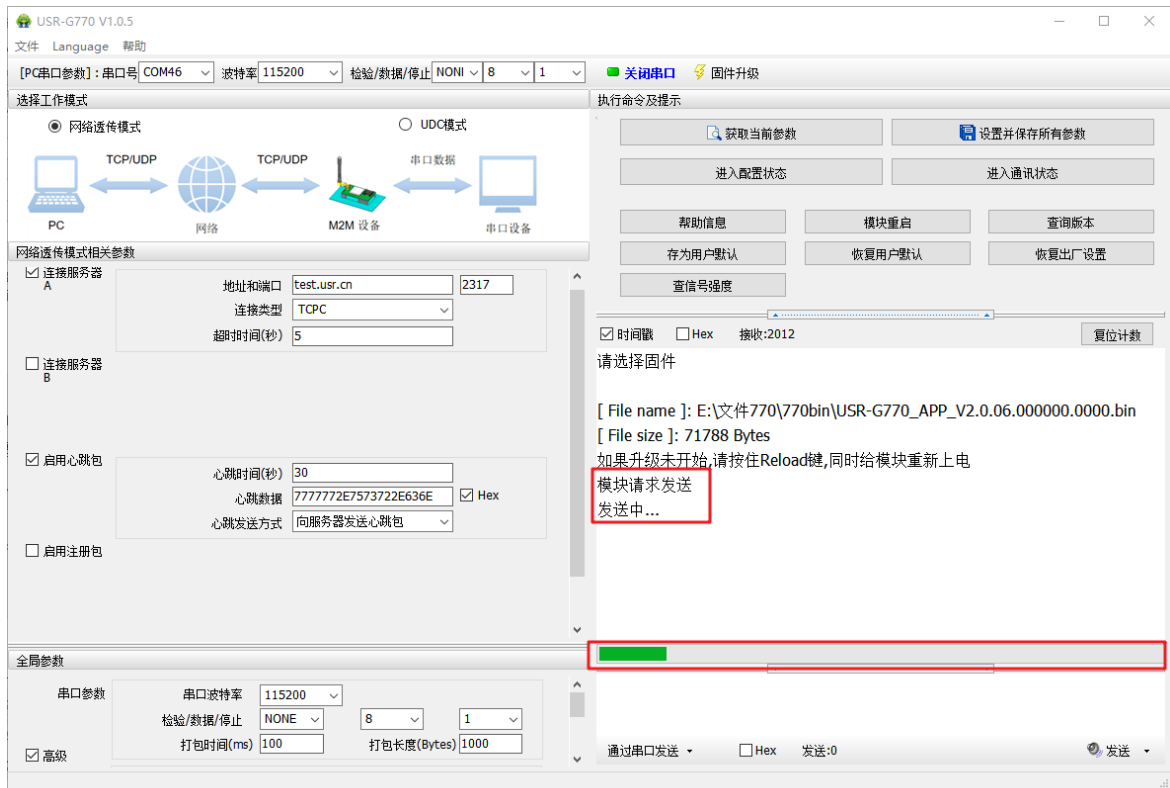 USR-G770 V1.0.5
文件 Language 帮助
[PC串口参数]：串口号 COM46 波特率 115200 检验/数据/停止 NONI 8 1 关闭串口 固件升级
选择工作模式
网络透传模式 UDC模式
TCP/UDP TCP/UDP 串口数据
PC 网络 M2M 设备 串口设备
网络透传模式相关参数
连接服务器
A
地址和端口 test.usr.cn 2317
连接类型 TCPC
超时时间(秒) 5
连接服务器
B
启用心跳包
心跳时间(秒) 30
心跳数据 7777772E7573722E636E Hex
心跳发送方式 向服务器发送心跳包
启用注册包
全局参数
串口参数 串口波特率 115200
检验/数据/停止 NONE 8 1
打包时间(ms) 100 打包长度(Bytes) 1000
高级
执行命令及提示
获取当前参数 设置并保存所有参数
进入配置状态 进入通讯状态
帮助信息 模块重启 查询版本
存为用户默认 恢复用户默认 恢复出厂设置
查信号强度
时间戳 Hex 接收:2012 复位计数
请选择固件
[ File name ]: E:\文件770\770bin\USR-G770_APP_V2.0.06.000000.0000.bin
[ File size ]: 71788 Bytes
如果升级未开始,请按住Reload键,同时给模块重新上电
模块请求发送
发送中...
通过串口发送 Hex 发送:0 发送